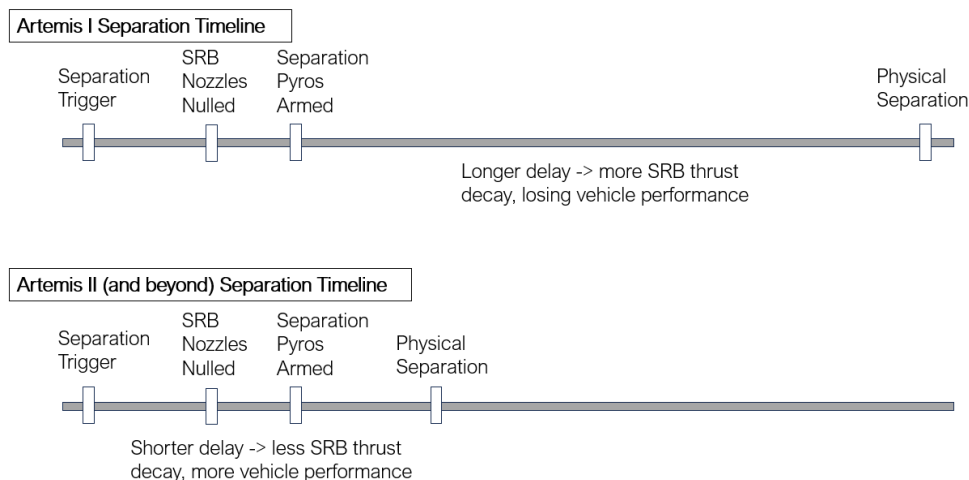 Artemis I Separation Timeline
Separation
Trigger
SRB
Nozzles
Nulled
Separation
Pyros
Armed
Physical
Separation
Longer delay -> more SRB thrust
decay, losing vehicle performance
Artemis II (and beyond) Separation Timeline
Separation
Trigger
SRB
Nozzles
Nulled
Separation
Pyros
Armed
Physical
Separation
Shorter delay -> less SRB thrust
decay, more vehicle performance